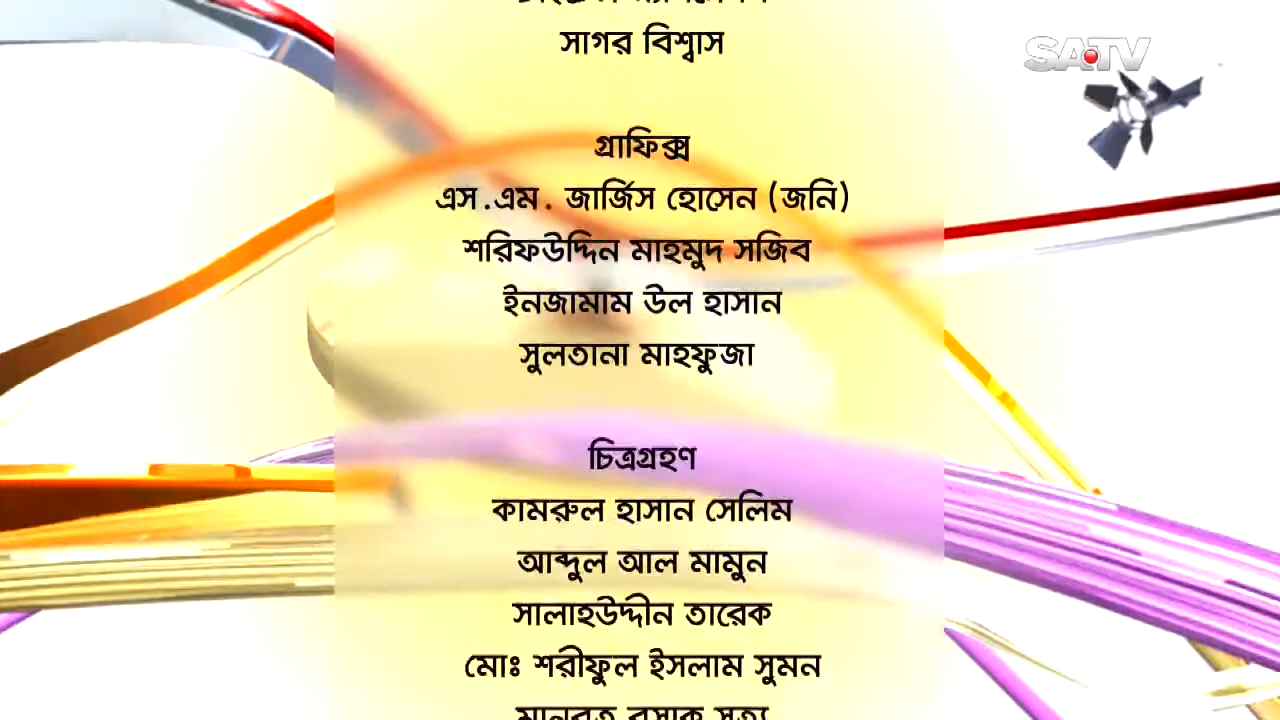 সাগর বিশ্বাস
SATV
গ্রাফিক্স
এস.এম. জার্জিস হোসেন (জনি)
শরিফউদ্দিন মাহমুদ সজিব
ইনজামাম উল হাসান
সুলতানা মাহফুজা
চিত্রগ্রহণ
কামরুল হাসান সেলিম
আব্দুল আল মামুন
সালাহউদ্দীন তারেক
মোঃ শরীফুল ইসলাম সুমন